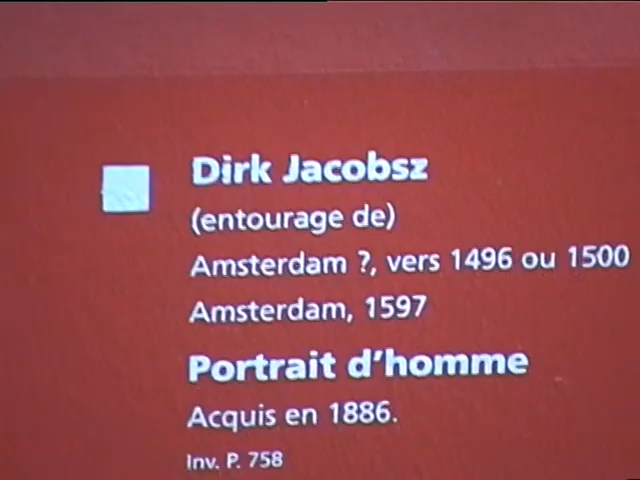 Dirk Jacobsz
(entourage de)
Amsterdam ?, vers 1496 ou 1500
Amsterdam, 1597
Portrait d'homme
Acquis en 1886.
Inv. P. 758